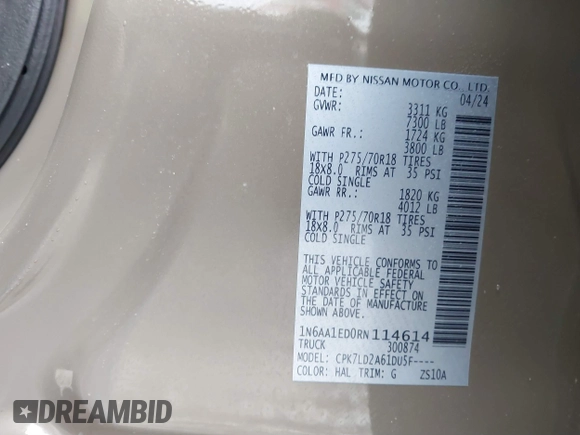 MFD BY NISSAN MOTOR CO., LTD.
DATE: 04/24
GVWR: 3311 KG
7300 LB
GAWR FR.: 1724 KG
3800 LB
WITH P275/70R18 TIRES
18X8.0 RIMS AT 35 PSI
COLD SINGLE
GAWR RR.: 1820 KG
4012 LB
WITH P275/70R18 TIRES
18X8.0 RIMS AT 35 PSI
COLD SINGLE
THIS VEHICLE CONFORMS TO
ALL APPLICABLE FEDERAL
MOTOR VEHICLE SAFETY
STANDARDS IN EFFECT ON
THE DATE OF MANUFACTURE
SHOWN ABOVE.
1N6AA1ED0RN114614
TRUCK 300874
MODEL: CPK7LD2A61DU5F----
COLOR: HAL TRIM: G ZS10A
DREAMBID